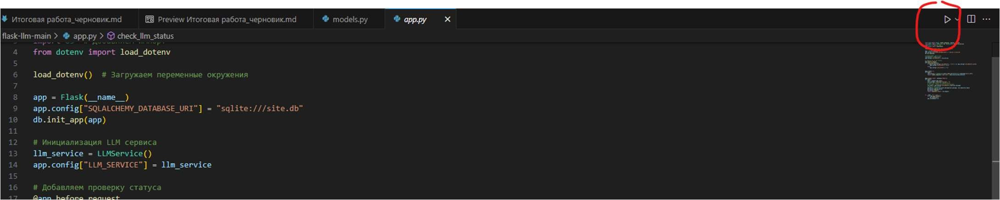 Итоговая работа_черновик.md
Preview Итоговая работа_черновик.md
models.py
app.py
flask-llm-main > app.py > check_llm_status
4 from dotenv import load_dotenv
5
6 load_dotenv()  # Загружаем переменные окружения
7
8 app = Flask(__name__)
9 app.config["SQLALCHEMY_DATABASE_URI"] = "sqlite:///site.db"
10 db.init_app(app)
11
12 # Инициализация LLM сервиса
13 llm_service = LLMService()
14 app.config["LLM_SERVICE"] = llm_service
15
16 # Добавляем проверку статуса
17 @app.before_request